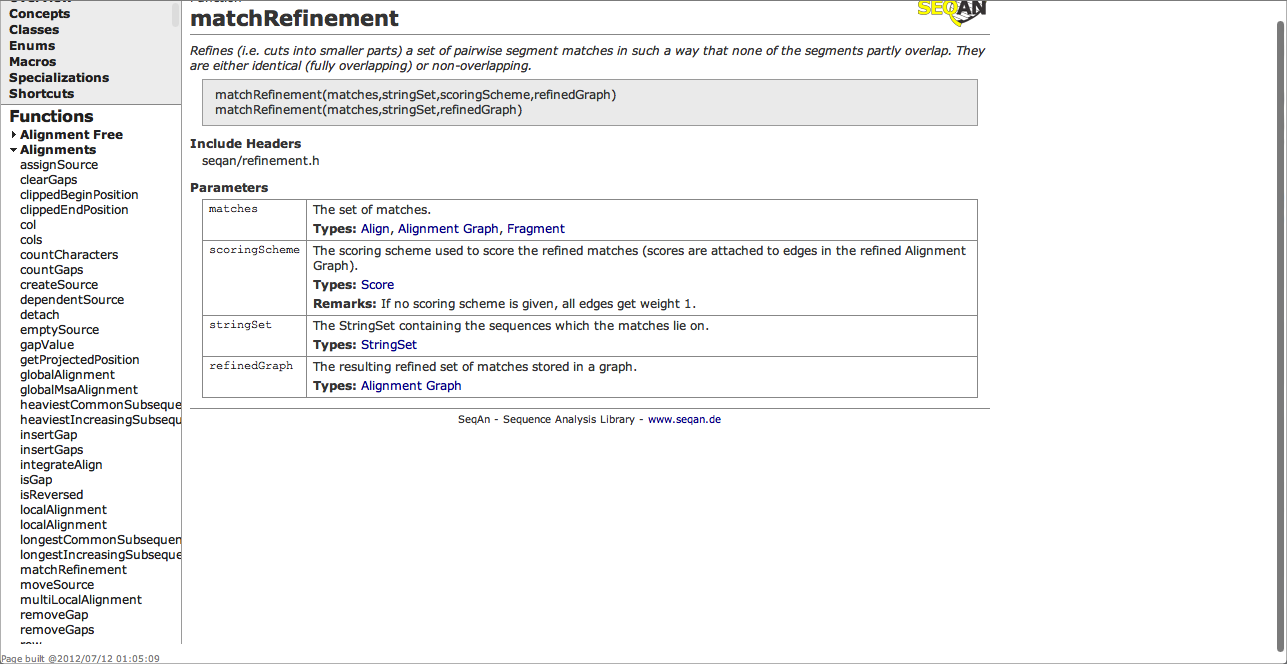 Concepts
Classes
Enums
Macros
Specializations
Shortcuts
Functions
Alignment Free
Alignments
assignSource
clearGaps
clippedBeginPosition
clippedEndPosition
col
cols
countCharacters
countGaps
createSource
dependentSource
detach
emptySource
gapValue
getProjectedPosition
globalAlignment
globalMsaAlignment
heaviestCommonSubseque
heaviestIncreasingSubsequ
insertGap
insertGaps
integrateAlign
isGap
isReversed
localAlignment
localAlignment
longestCommonSubsequen
longestIncreasingSubseque
matchRefinement
moveSource
multiLocalAlignment
removeGap
removeGaps
Page built @2012/07/12 01:05:09
SEQAN
matchRefinement
Refines (i.e. cuts into smaller parts) a set of pairwise segment matches in such a way that none of the segments partly overlap. They
are either identical (fully overlapping) or non-overlapping.
matchRefinement(matches,stringSet,scoringScheme,refinedGraph)
matchRefinement(matches,stringSet,refinedGraph)
Include Headers
seqan/refinement.h
Parameters
matches The set of matches.
Types: Align, Alignment Graph, Fragment
scoringScheme The scoring scheme used to score the refined matches (scores are attached to edges in the refined Alignment
Graph).
Types: Score
Remarks: If no scoring scheme is given, all edges get weight 1.
stringSet The StringSet containing the sequences which the matches lie on.
Types: StringSet
refinedGraph The resulting refined set of matches stored in a graph.
Types: Alignment Graph
SeqAn - Sequence Analysis Library - www.seqan.de